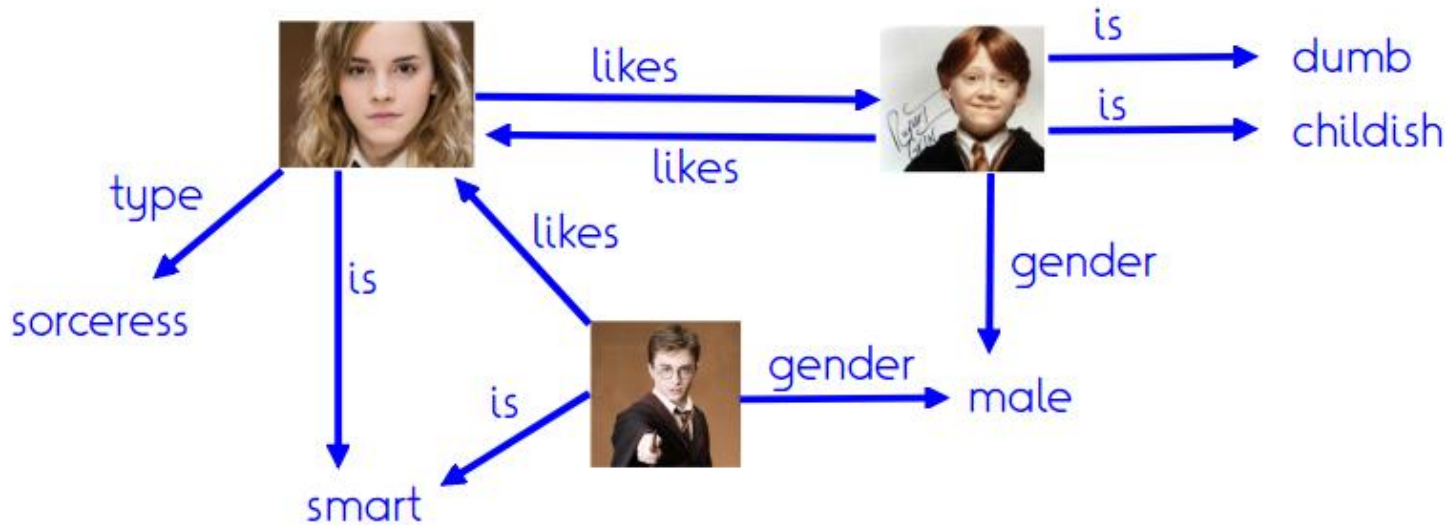 is
dumb
likes
is
childish
likes
type
likes
gender
is
sorceress
gender
is
male
smart